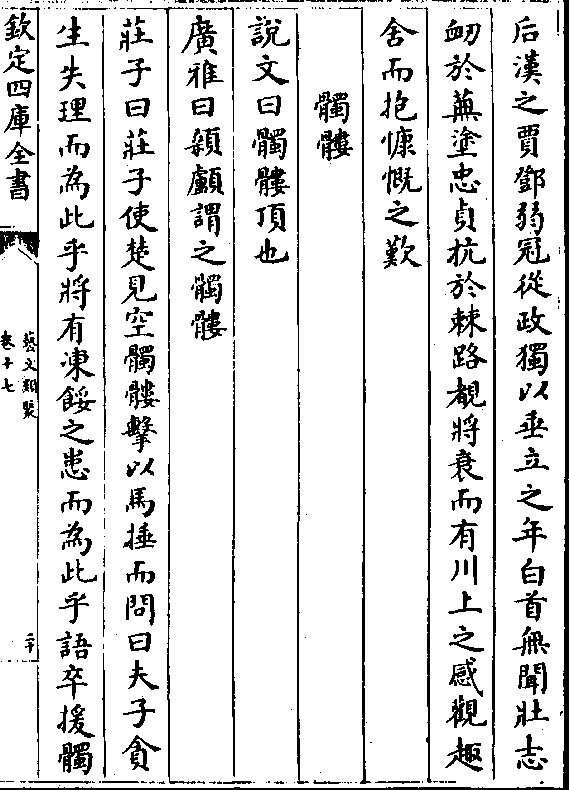 后漢之賈鄧弱冠從政獨以垂立之年白首無聞壯志
衂於蕪塗忠貞抗於棘路覩將衰而有川上之感觀趣
舍而抱慷慨之歎
髑髏
說文曰髑髏頂也
廣雅曰顡顱謂之髑髏
莊子曰莊子使楚見空髑髏擊以馬捶而問曰夫子貪
生失理而為此乎將有凍餒之患而為此乎語卒援髑
欽定四庫全書
藝文類聚
卷十七
二十